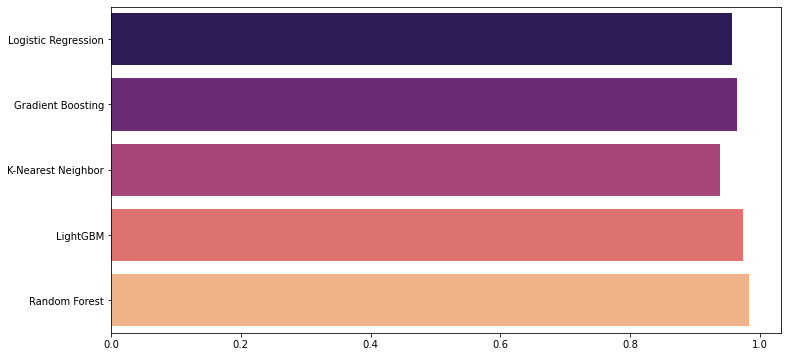 Logistic Regression
Gradient Boosting
K-Nearest Neighbor
LightGBM
Random Forest
0.0 0.2 0.4 0.6 0.8 1.0